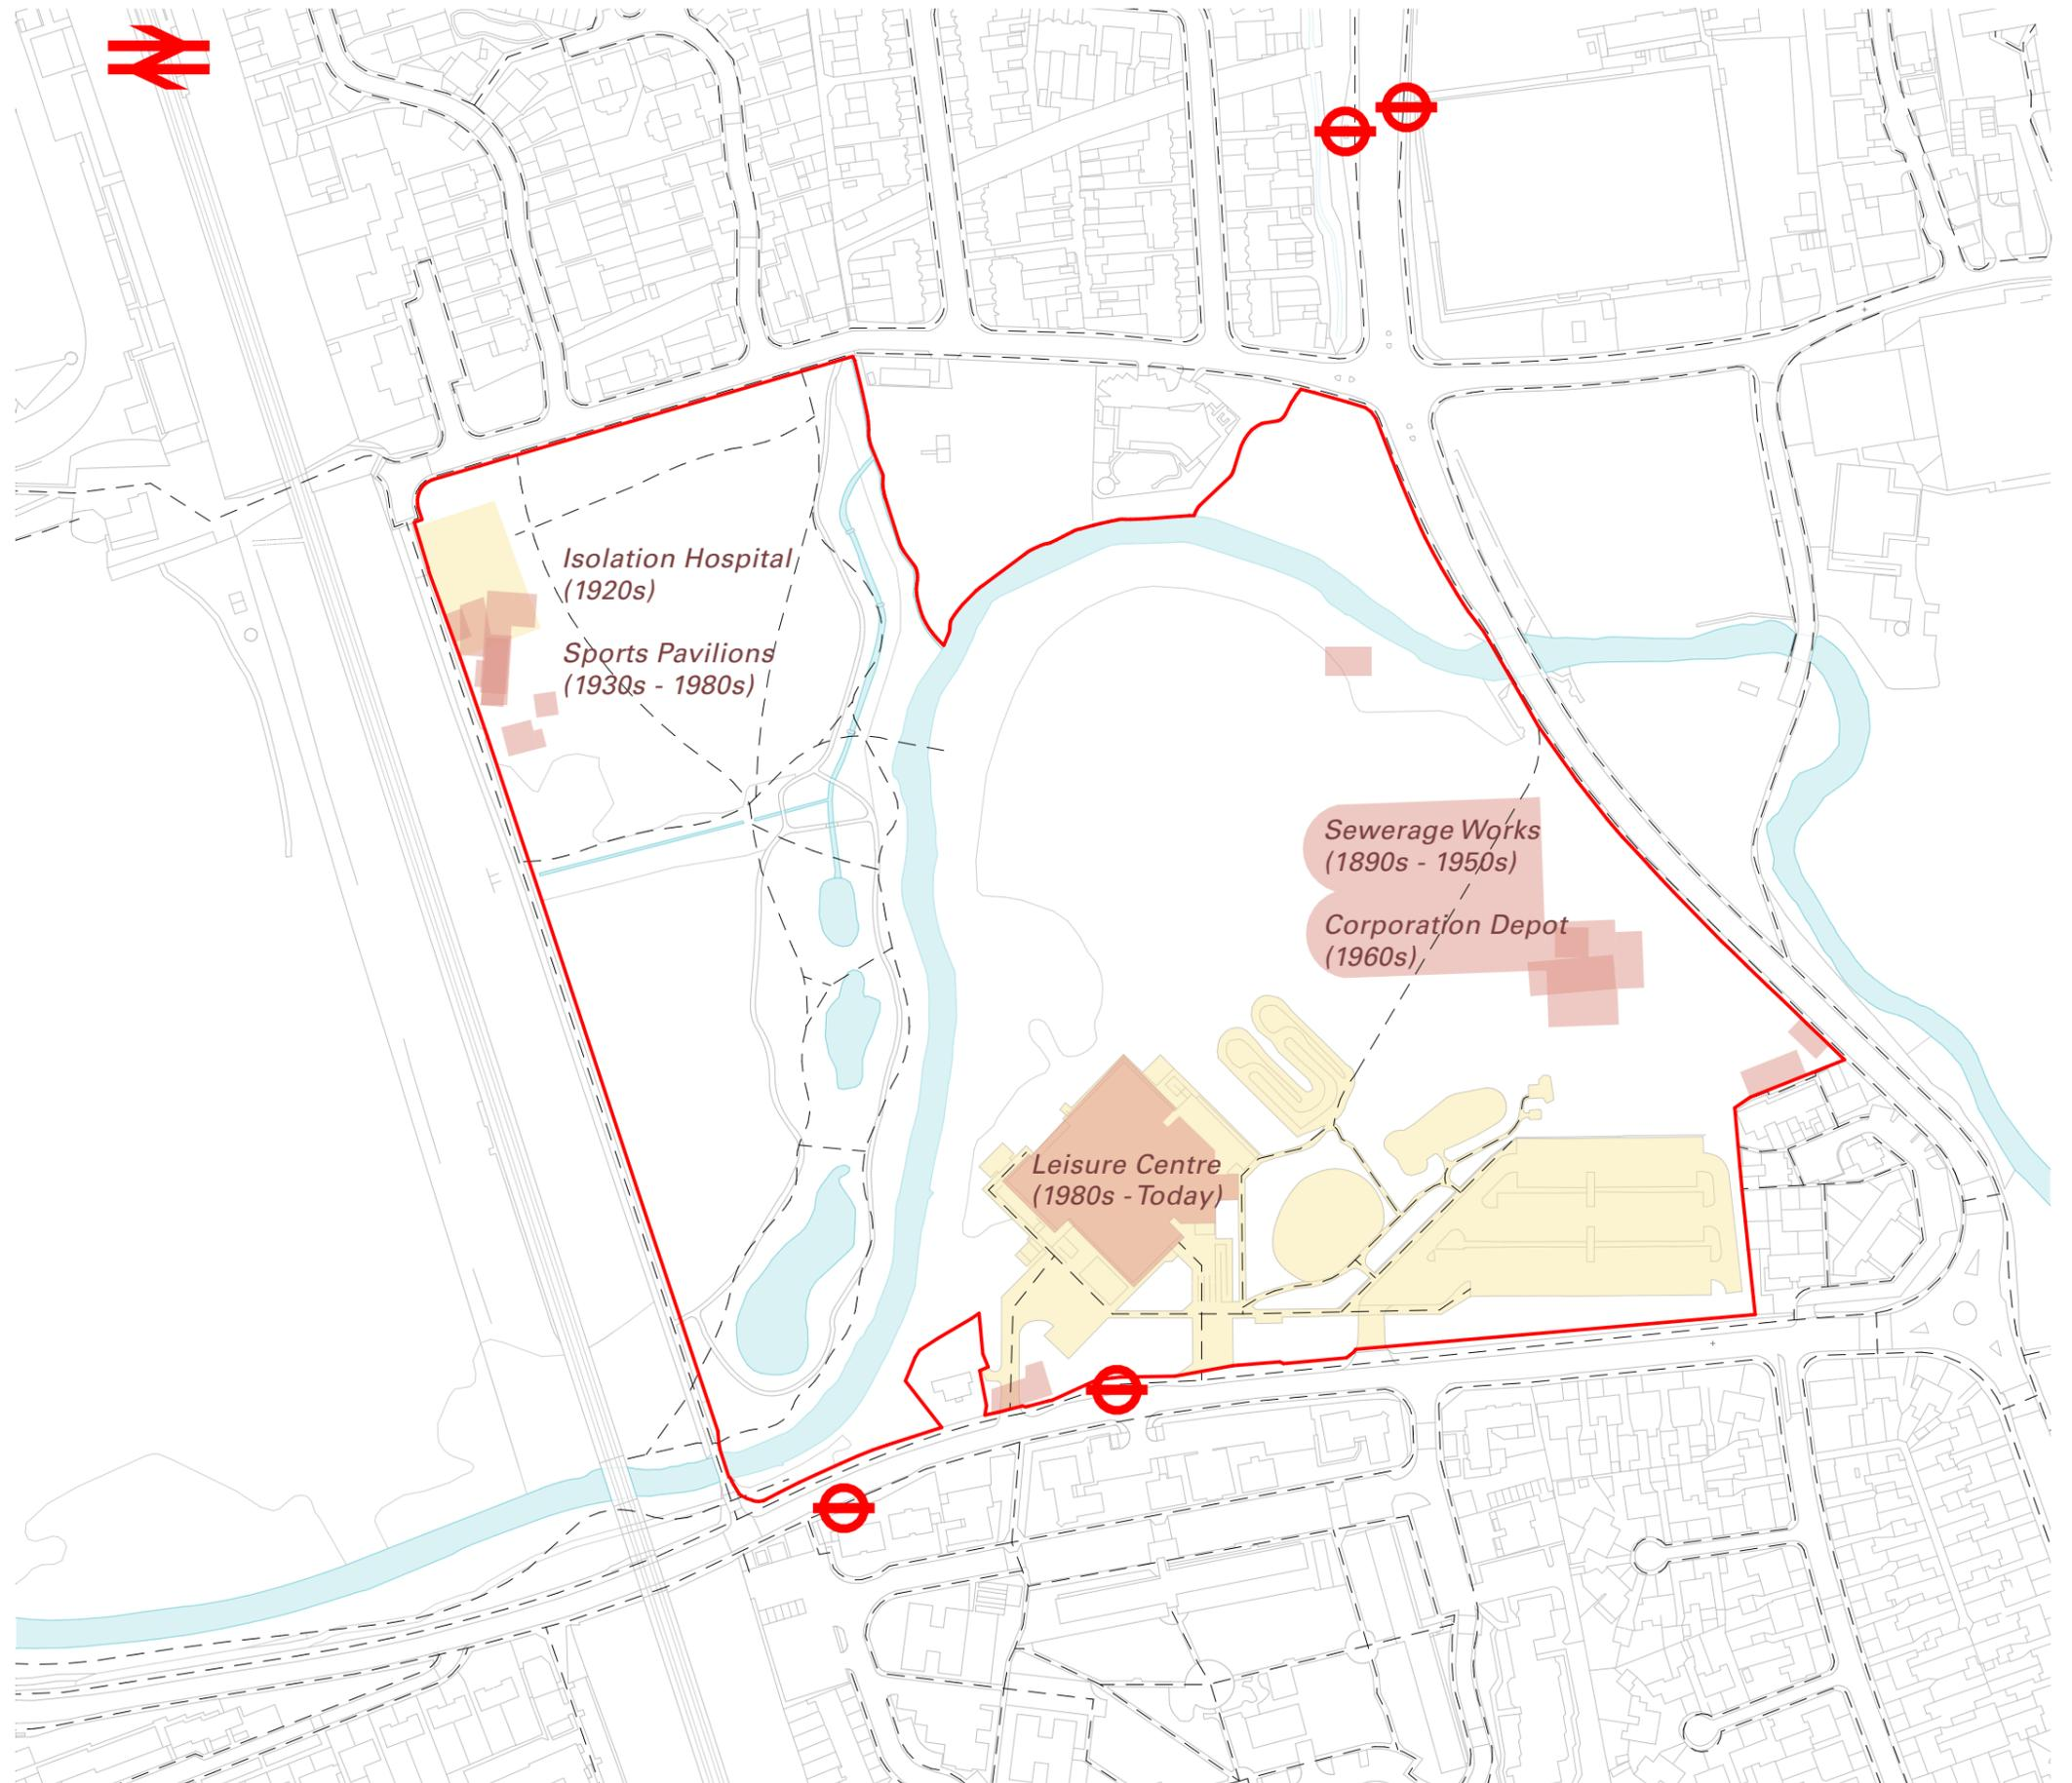 Isolation Hospital
(1920s)
Sports Pavilions
(1930s - 1980s)
Sewerage Works
(1890s - 1950s)
Corporation Depot
(1960s)
Leisure Centre
(1980s - Today)